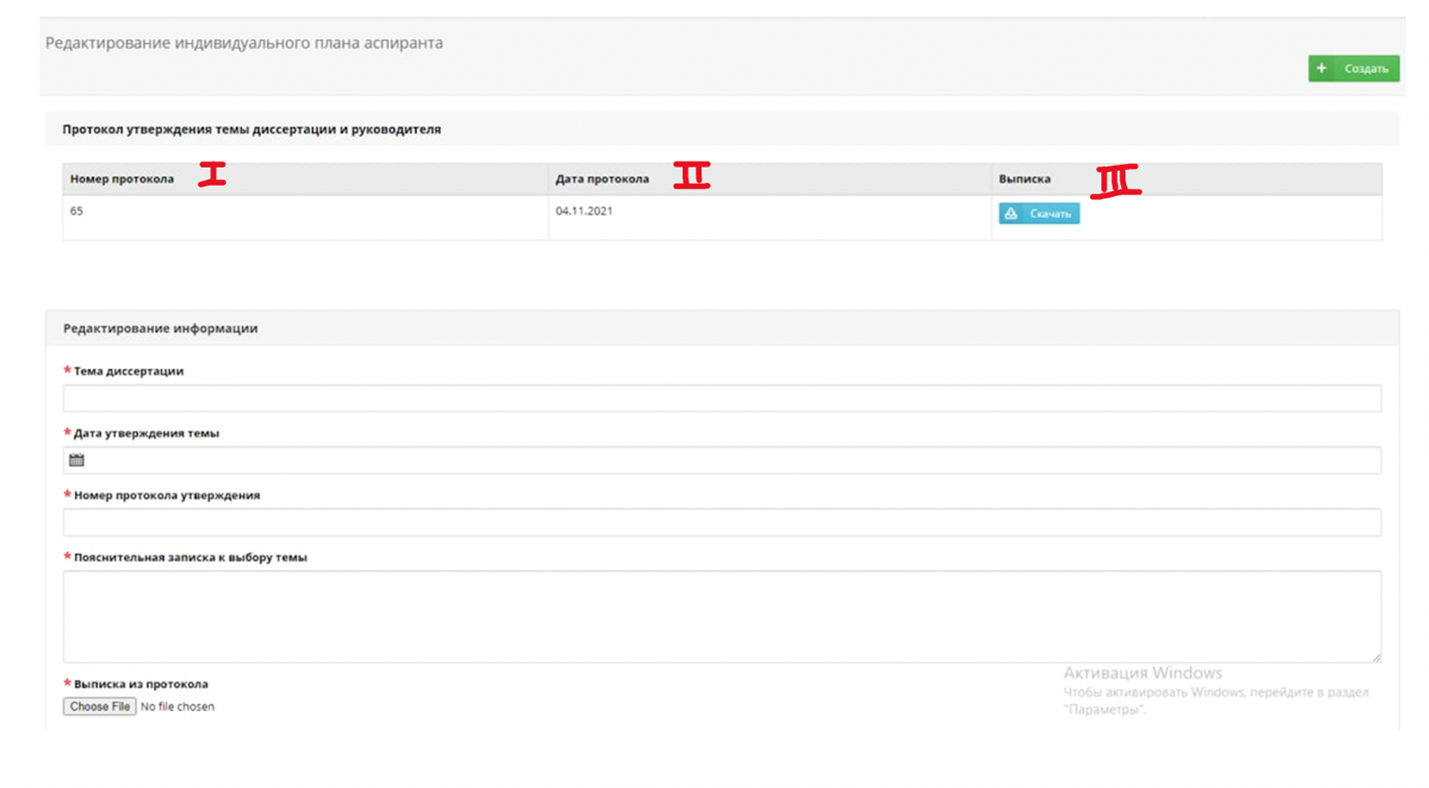 Редактирование индивидуального плана аспиранта
+ Создать
Протокол утверждения темы диссертации и руководителя
Номер протокола I Дата протокола II Выписка III
65 04.11.2021 Скачать
Редактирование информации
* Тема диссертации
* Дата утверждения темы
* Номер протокола утверждения
* Пояснительная записка к выбору темы
* Выписка из протокола
Choose File No file chosen
Активация Windows
Чтобы активировать Windows, перейдите в раздел
"Параметры".